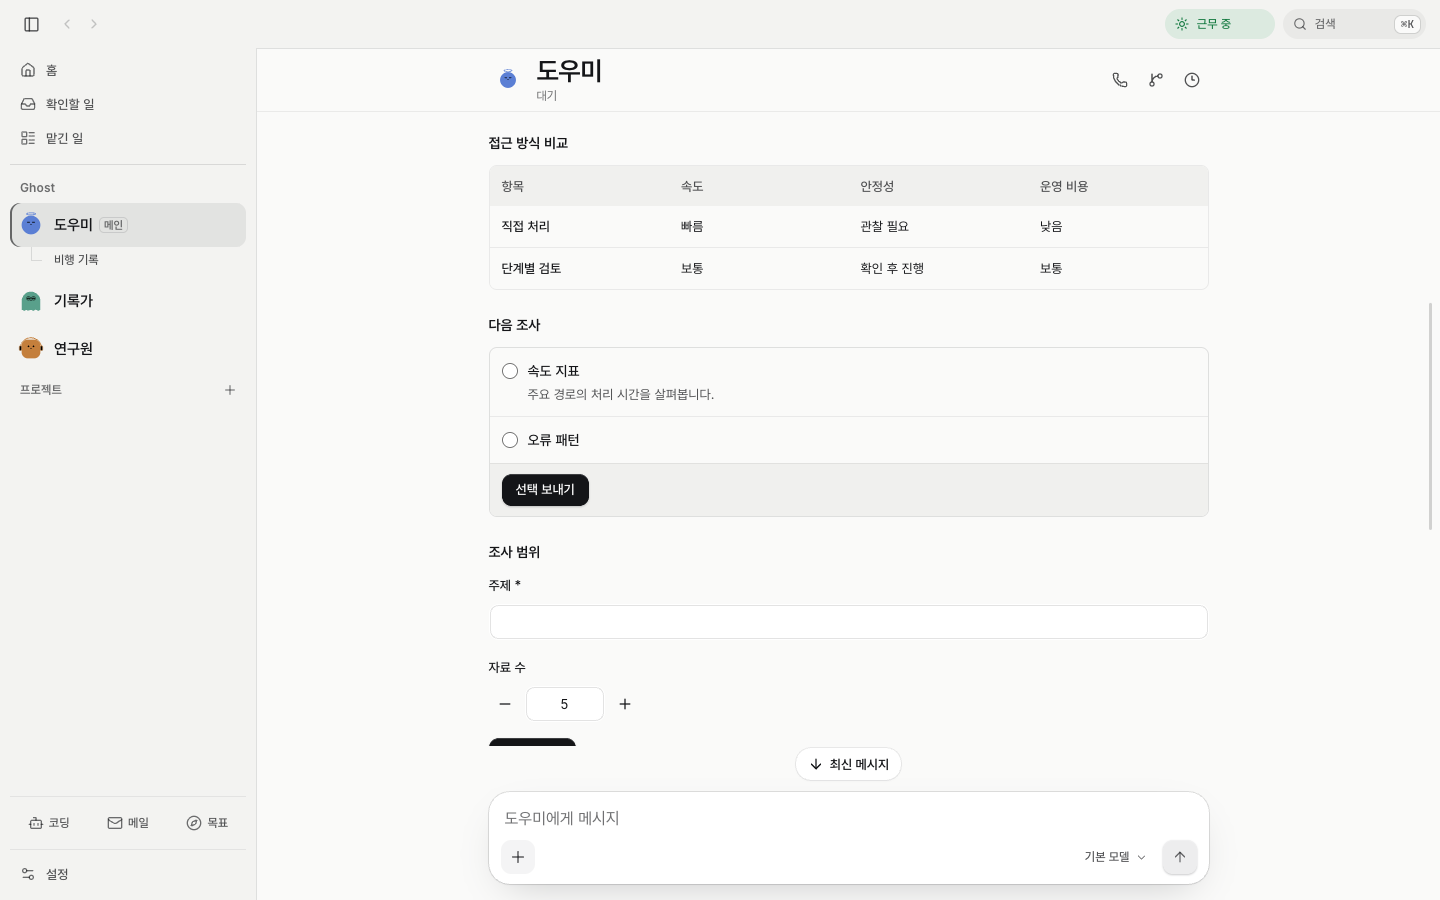 근무 중
검색
⌘K
홈
확인할 일
맡긴 일
Ghost
도우미 메인
비행 기록
기록가
연구원
프로젝트
코딩 메일 목표
설정
도우미
대기
접근 방식 비교
항목 속도 안정성 운영 비용
직접 처리 빠름 관찰 필요 낮음
단계별 검토 보통 확인 후 진행 보통
다음 조사
속도 지표
주요 경로의 처리 시간을 살펴봅니다.
오류 패턴
선택 보내기
조사 범위
주제 *
자료 수
5
최신 메시지
도우미에게 메시지
기본 모델